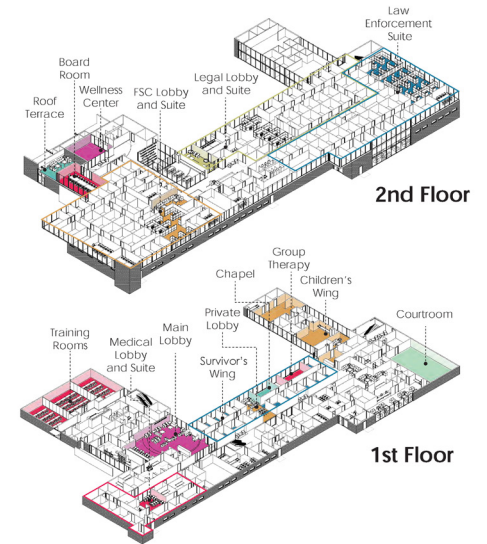 Law
Enforcement
Suite
Board
Room
Wellness
Center
Roof
Terrace
FSC Lobby
and Suite
Legal Lobby
and Suite
2nd Floor
Group
Therapy
Chapel
Children's
Wing
Private
Lobby
Courtroom
Training
Rooms
Medical
Lobby
and Suite
Main
Lobby
Survivor's
Wing
1st Floor